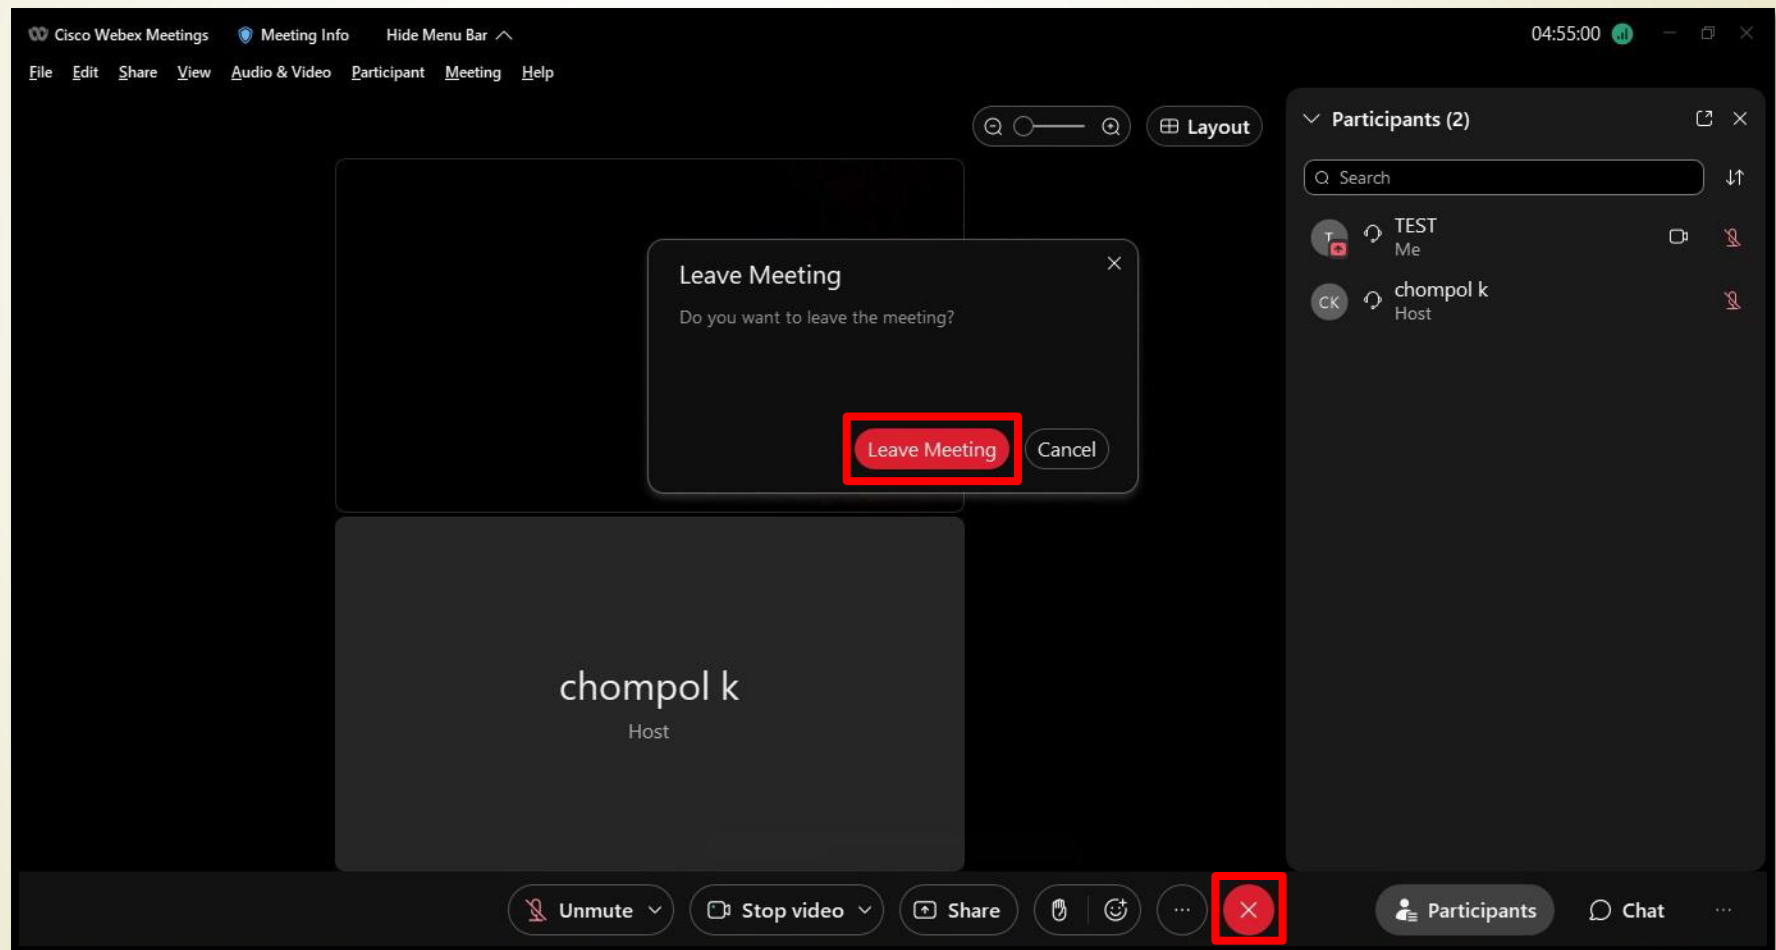 Cisco Webex Meetings Meeting Info Hide Menu Bar 04:55:00
File Edit Share View Audio & Video Participant Meeting Help
Layout
Participants (2)
Search
T TEST
Me
CK chompol k
Host
Leave Meeting
Do you want to leave the meeting?
Leave Meeting Cancel
chompol k
Host
Unmute Stop video Share Participants Chat